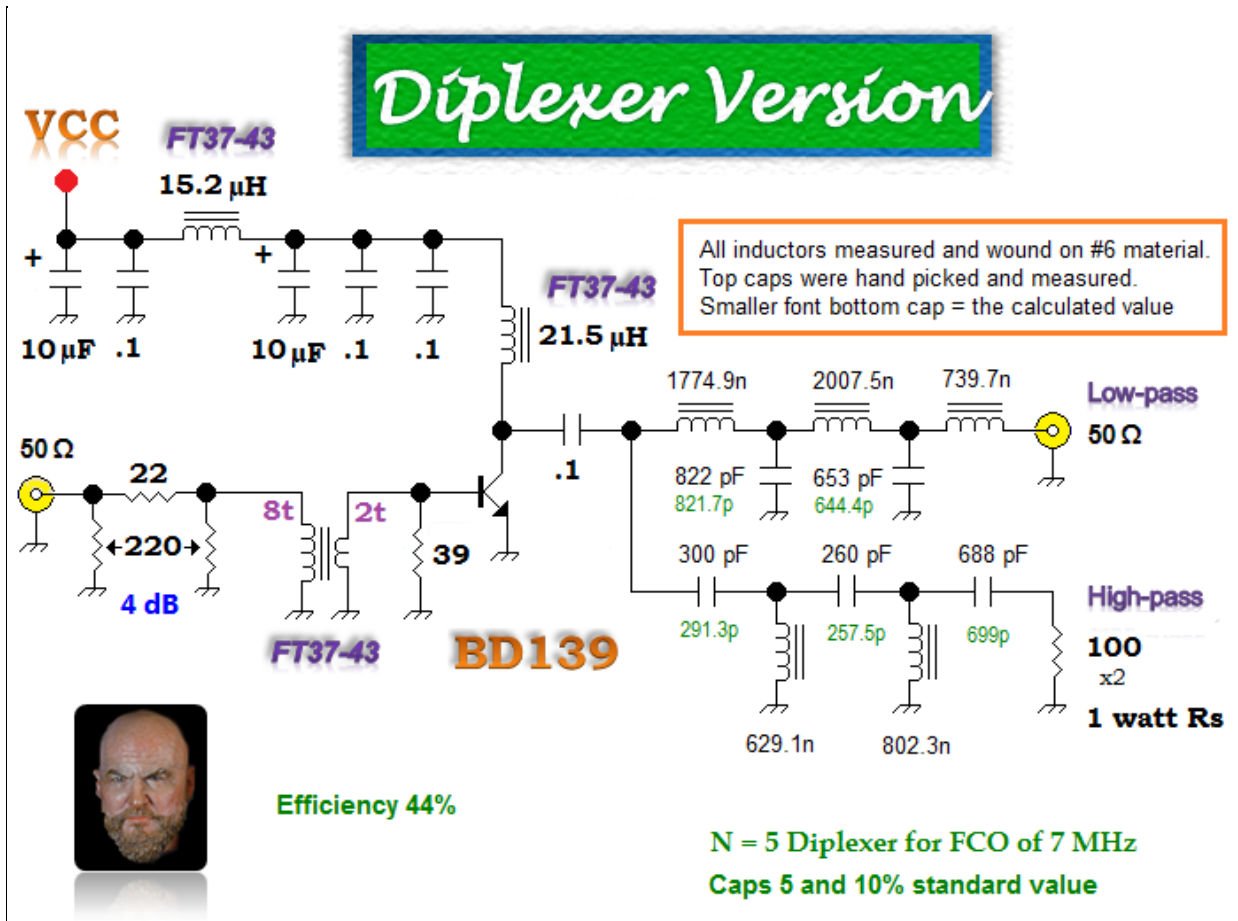 Diplexer Version
VCC
FT37-43
15.2 µH
+
+
10 µF
.1
10 µF
.1
.1
FT37-43
21.5 µH
All inductors measured and wound on #6 material.
Top caps were hand picked and measured.
Smaller font bottom cap = the calculated value
1774.9n
2007.5n
739.7n
Low-pass
50 Ω
822 pF
821.7p
653 pF
644.4p
.1
50 Ω
22
220
4 dB
8t
2t
39
FT37-43
BD139
300 pF
291.3p
260 pF
257.5p
688 pF
699p
High-pass
100
x2
1 watt Rs
629.1n
802.3n
Efficiency 44%
N = 5 Diplexer for FCO of 7 MHz
Caps 5 and 10% standard value